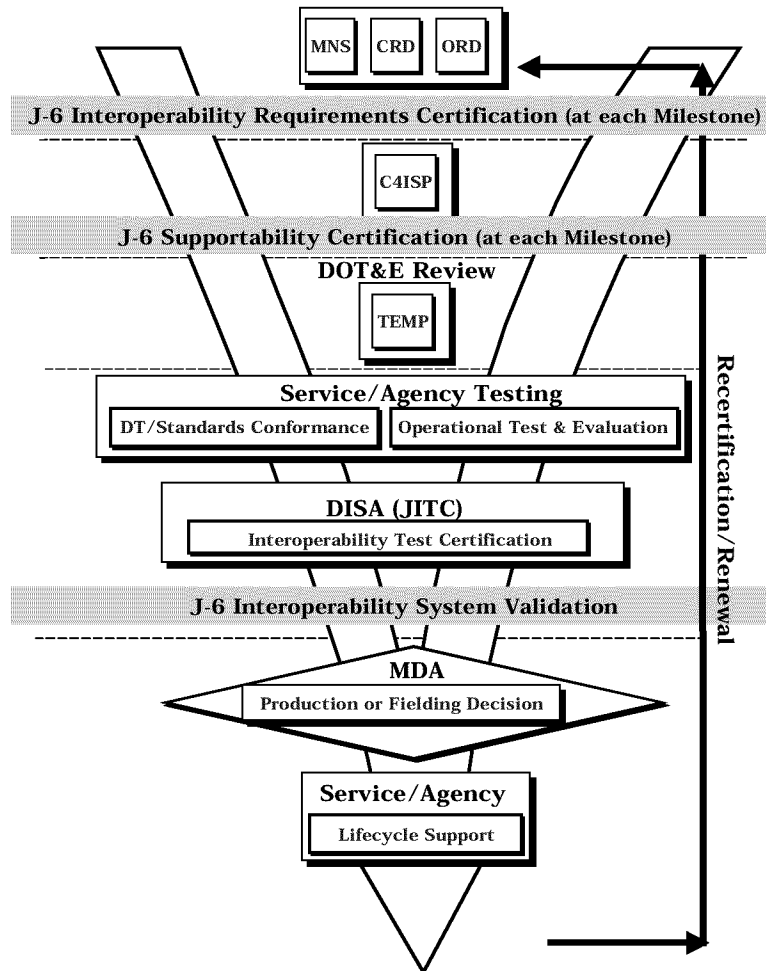 MNS CRD ORD
J-6 Interoperability Requirements Certification (at each Milestone)
C4ISP
J-6 Supportability Certification (at each Milestone)
DOT&E Review
TEMP
Service/Agency Testing
DT/Standards Conformance
Operational Test & Evaluation
DISA (JITC)
Interoperability Test Certification
J-6 Interoperability System Validation
MDA
Production or Fielding Decision
Service/Agency
Lifecycle Support
Recertification/Renewal